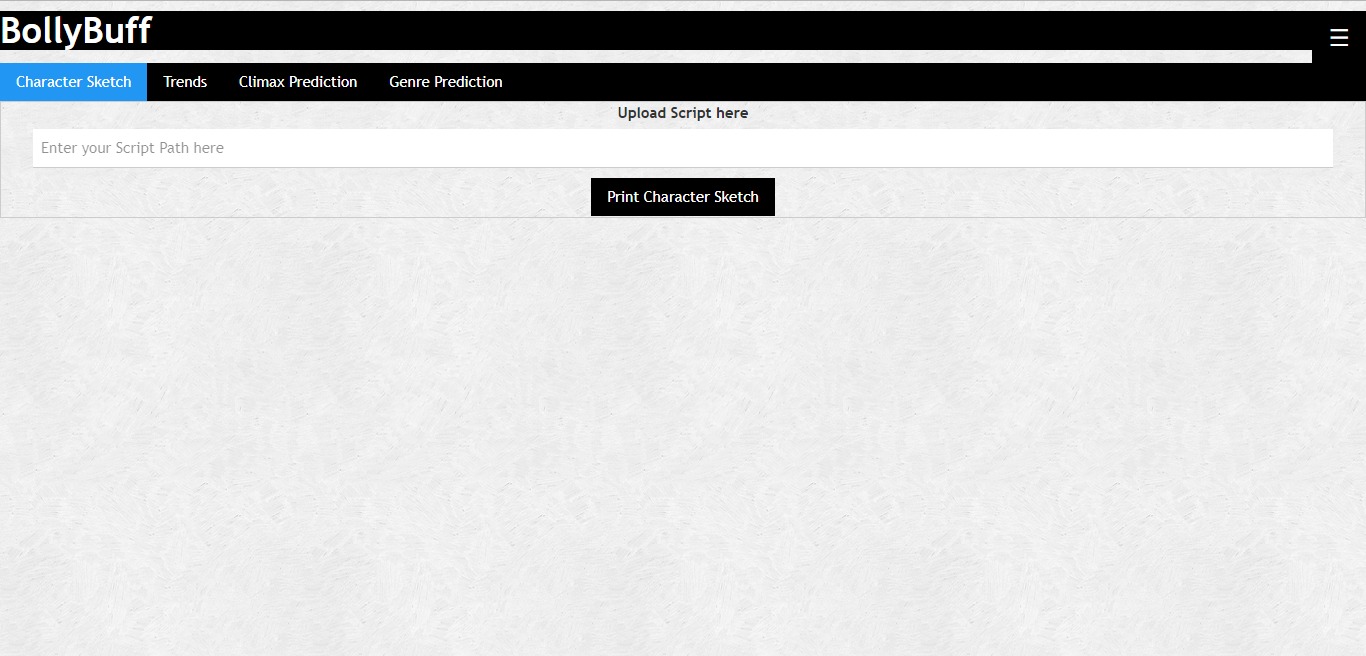 BollyBuff
☰
Character Sketch Trends Climax Prediction Genre Prediction
Upload Script here
Enter your Script Path here
Print Character Sketch